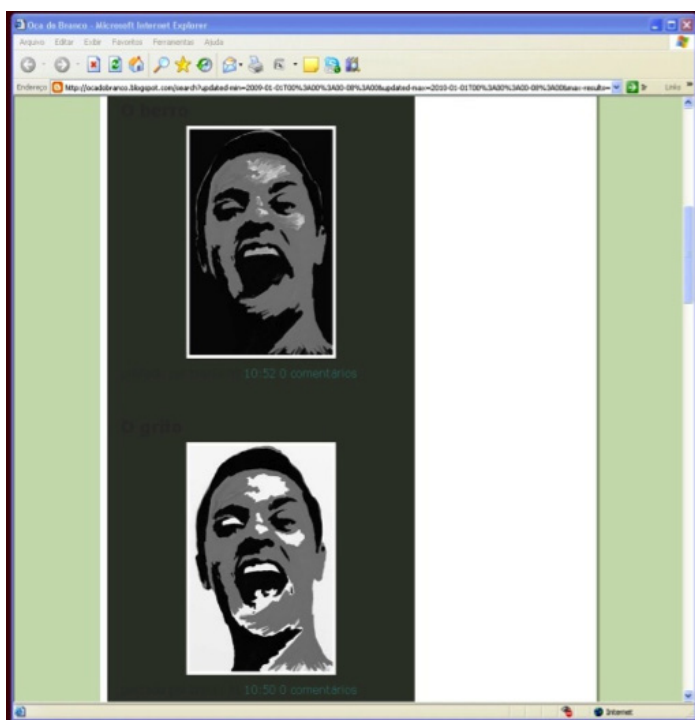 Oca do Branco - Microsoft Internet Explorer
Arquivo Editar Exibir Favoritos Ferramentas Ajuda
Endereço http://ocadobranco.blogspot.com/search?updated-min=2009-01-01T00%3A00%3A00-08%3A00&updated-max=2010-01-01T00%3A00%3A00-08%3A00&max-results= Ir Links
O berro
10:52 0 comentários
O grito
10:50 0 comentários
Internet